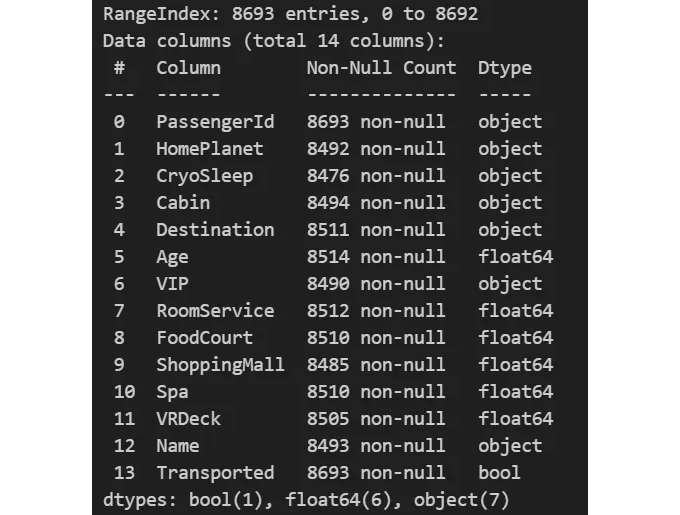 RangeIndex: 8693 entries, 0 to 8692
Data columns (total 14 columns):
 #   Column        Non-Null Count  Dtype
---  ------        --------------  -----
 0   PassengerId   8693 non-null   object
 1   HomePlanet    8492 non-null   object
 2   CryoSleep     8476 non-null   object
 3   Cabin         8494 non-null   object
 4   Destination   8511 non-null   object
 5   Age           8514 non-null   float64
 6   VIP           8490 non-null   object
 7   RoomService   8512 non-null   float64
 8   FoodCourt     8510 non-null   float64
 9   ShoppingMall  8485 non-null   float64
 10  Spa           8510 non-null   float64
 11  VRDeck        8505 non-null   float64
 12  Name          8493 non-null   object
 13  Transported   8693 non-null   bool
dtypes: bool(1), float64(6), object(7)